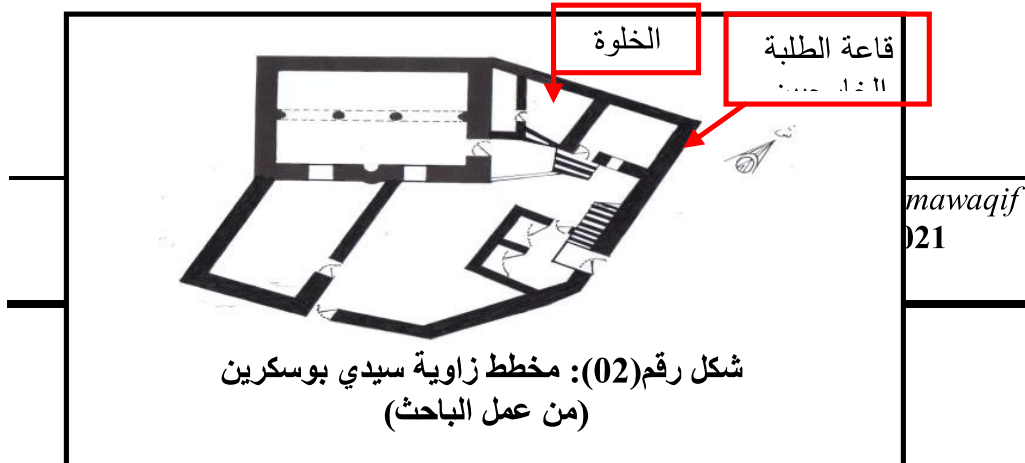 الخلوة
قاعة الطلبة
mawaqif
021
شكل رقم(02): مخطط زاوية سيدي بوسكرين
(من عمل الباحث)